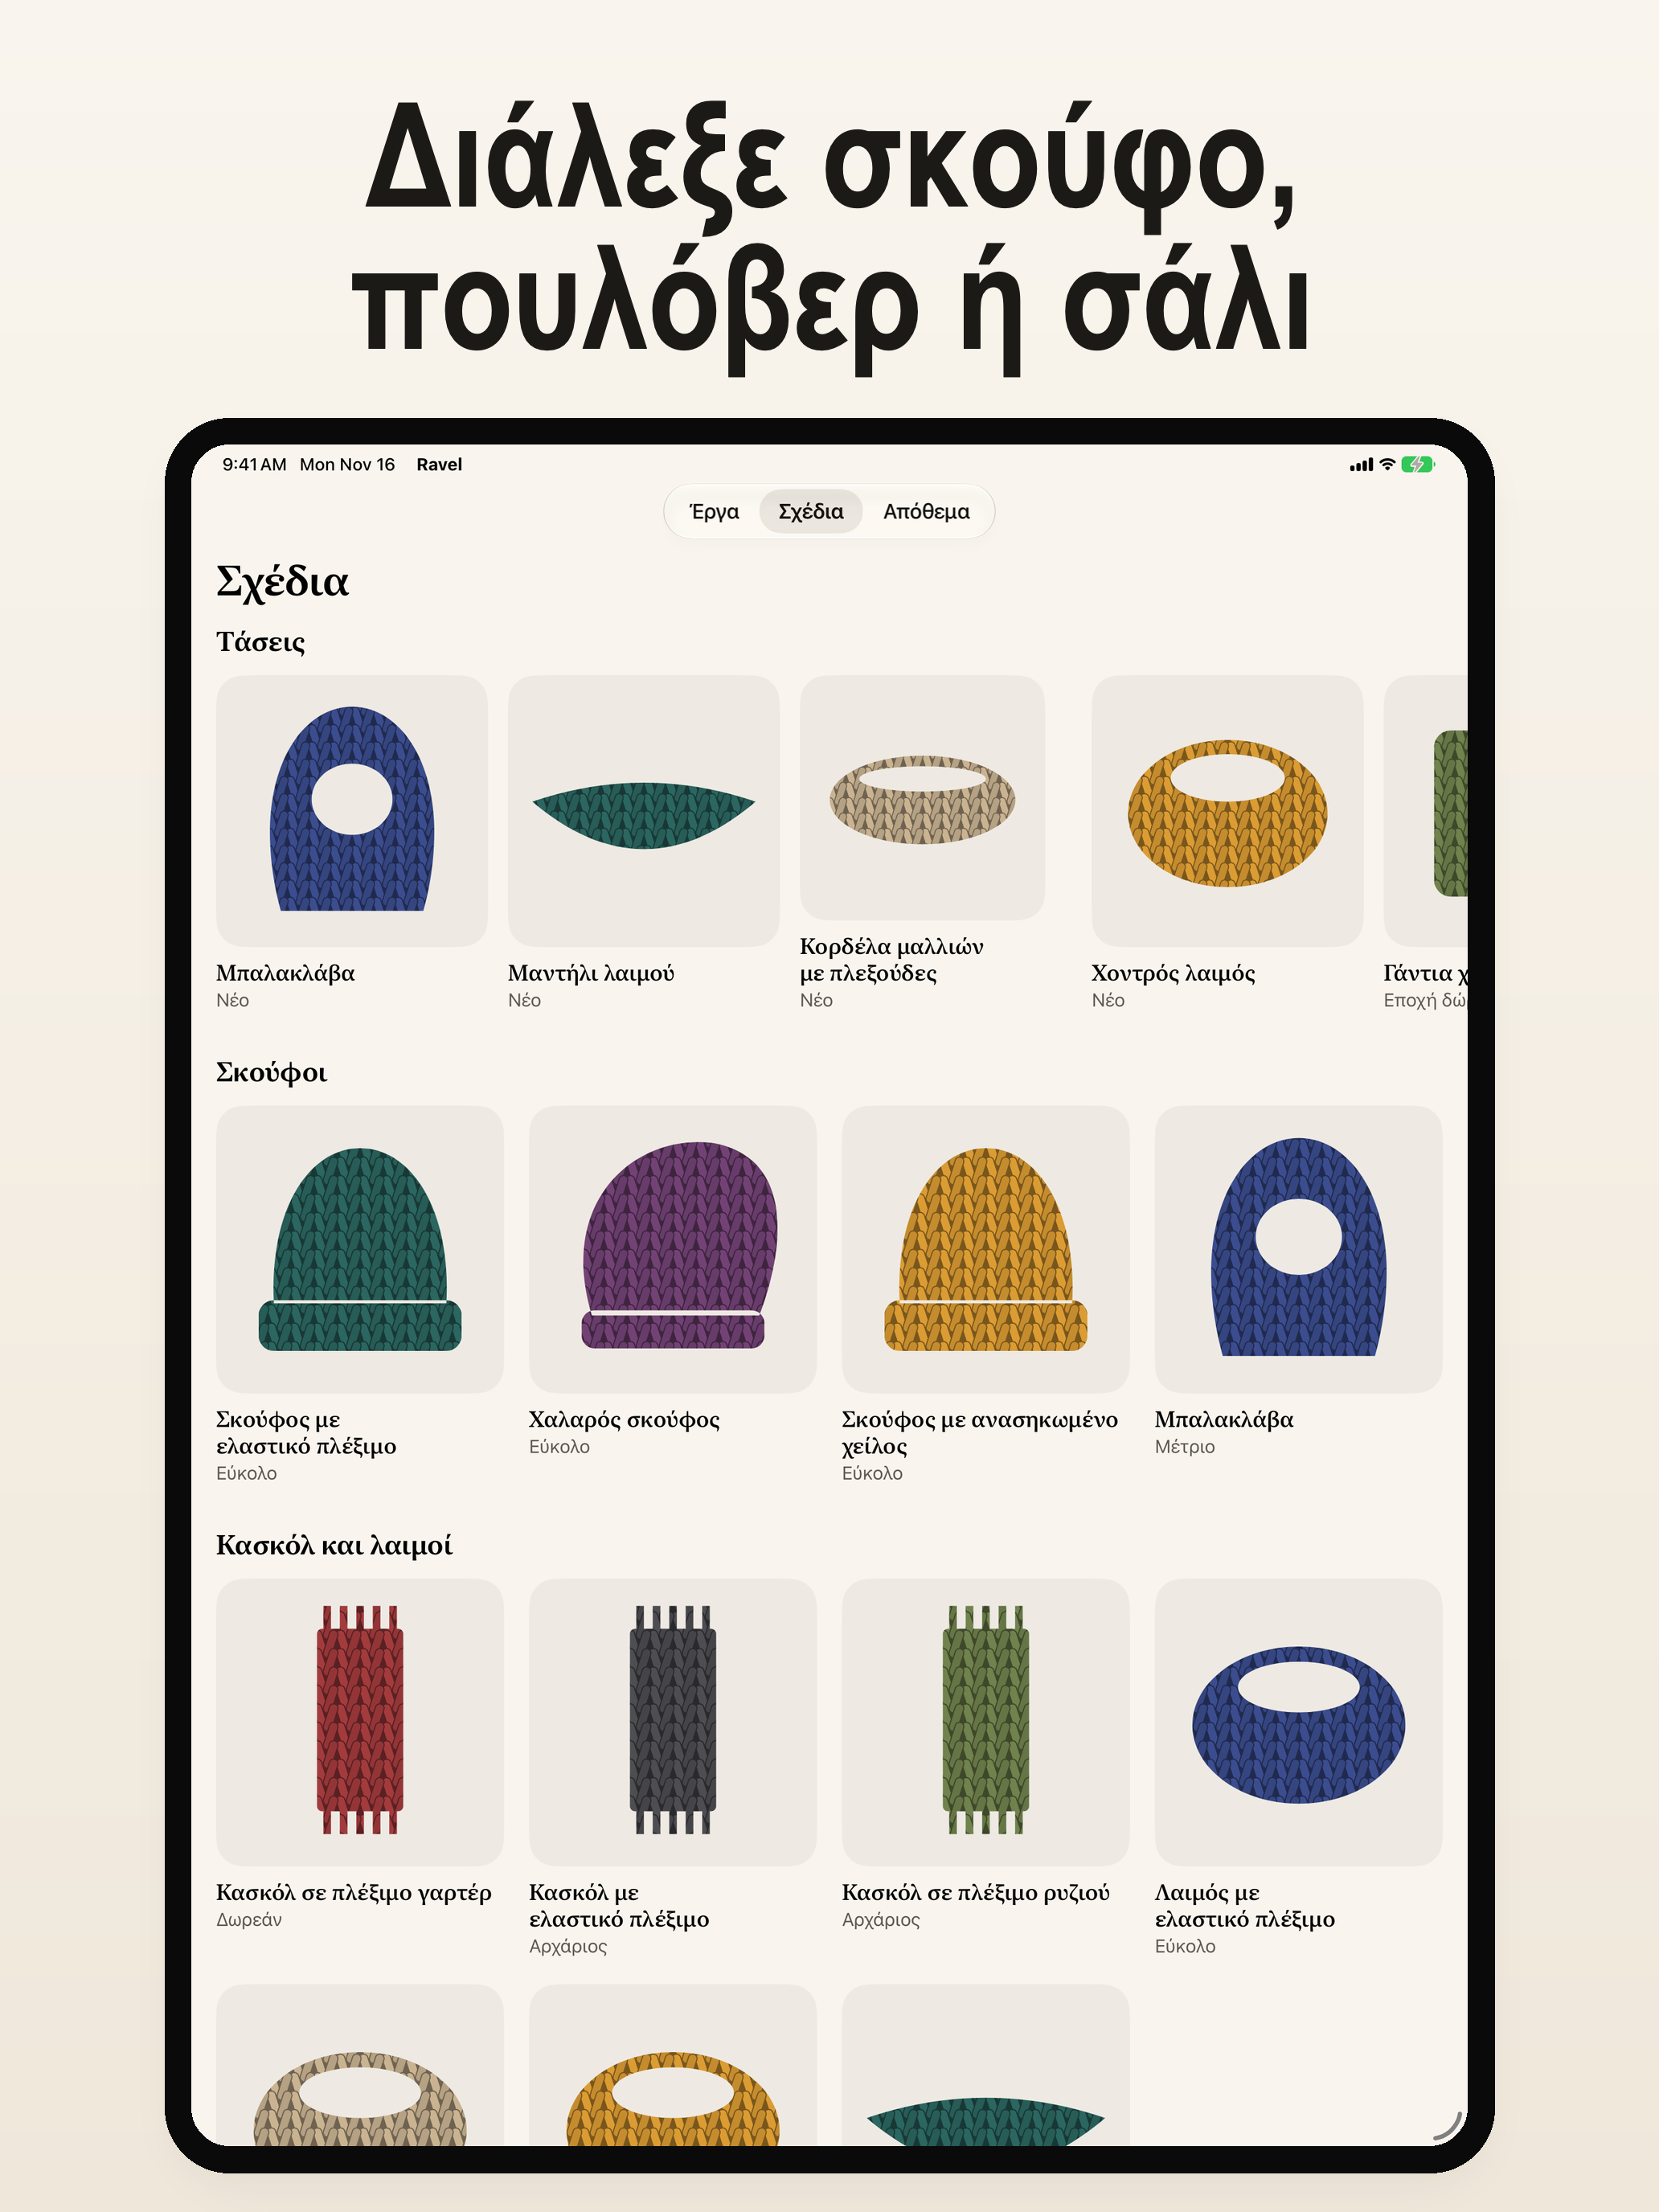 Διάλεξε σκούφο,
πουλόβερ ή σάλι
9:41 AM Mon Nov 16 Ravel
Έργα Σχέδια Απόθεμα
Σχέδια
Τάσεις
Μπαλακλάβα
Νέο
Μαντήλι λαιμού
Νέο
Κορδέλα μαλλιών
με πλεξούδες
Νέο
Χοντρός λαιμός
Νέο
Γάντια
Εποχή
Σκούφοι
Σκούφος με
ελαστικό πλέξιμο
Εύκολο
Χαλαρός σκούφος
Εύκολο
Σκούφος με ανασηκωμένο
χείλος
Εύκολο
Μπαλακλάβα
Μέτριο
Κασκόλ και λαιμοί
Κασκόλ σε πλέξιμο γαρτέρ
Δωρεάν
Κασκόλ με
ελαστικό πλέξιμο
Αρχάριος
Κασκόλ σε πλέξιμο ρυζιού
Αρχάριος
Λαιμός με
ελαστικό πλέξιμο
Εύκολο